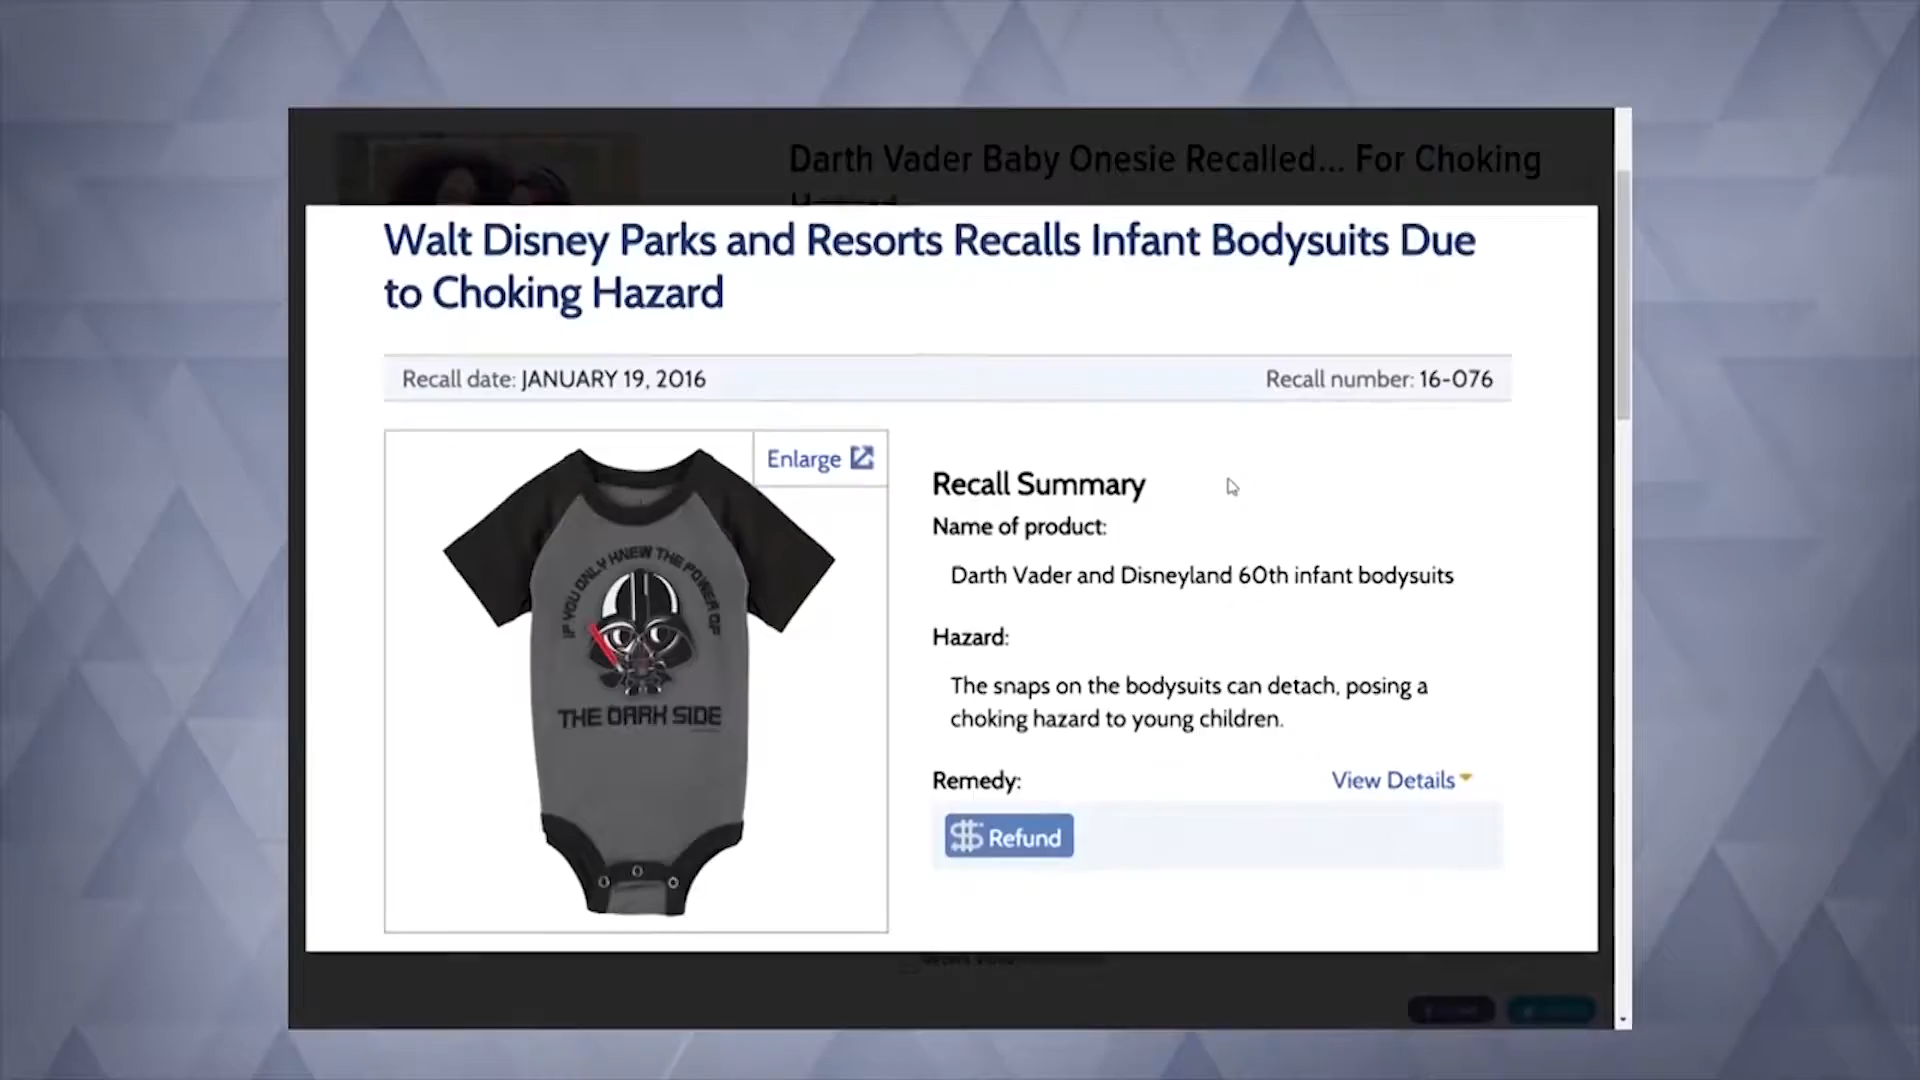 Darth Vader Baby Onesie Recalled... For Choking
Walt Disney Parks and Resorts Recalls Infant Bodysuits Due
to Choking Hazard
Recall date: JANUARY 19, 2016
Recall number: 16-076
Enlarge
IF YOU ONLY KNEW THE POWER OF
THE DARK SIDE
Recall Summary
Name of product:
Darth Vader and Disneyland 60th infant bodysuits
Hazard:
The snaps on the bodysuits can detach, posing a
choking hazard to young children.
Remedy:
View Details
Refund